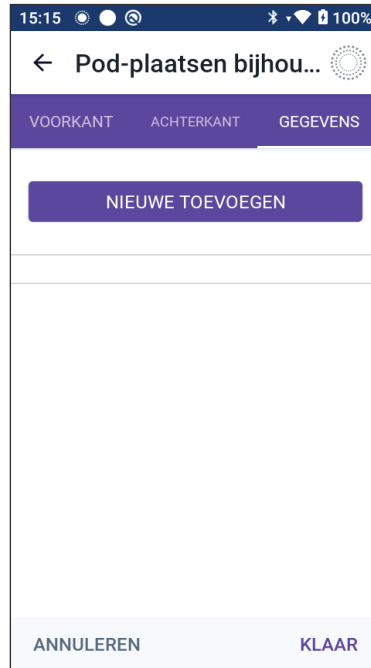 15:15 100%
Pod-plaatsen bijhou...
VOORKANT ACHTERKANT GEGEVENS
NIEUWE TOEVOEGEN
ANNULEREN KLAAR